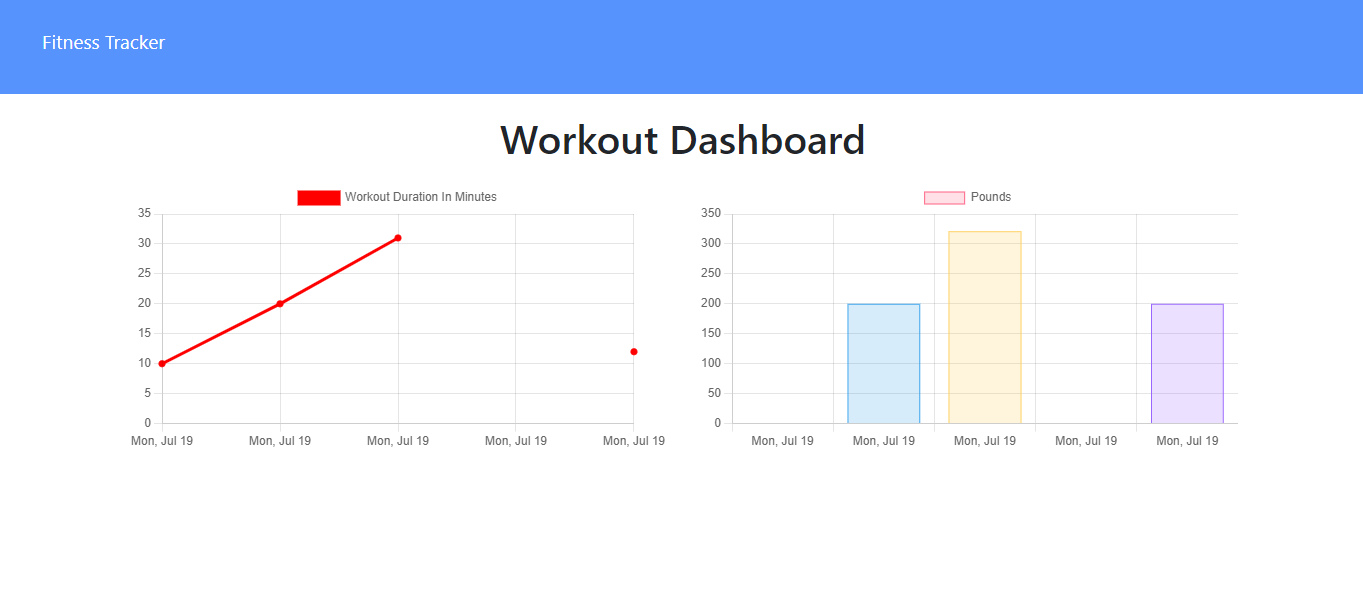 Fitness Tracker
Workout Dashboard
Workout Duration In Minutes
35
30
25
20
15
10
5
0
Mon, Jul 19 Mon, Jul 19 Mon, Jul 19 Mon, Jul 19 Mon, Jul 19
Pounds
350
300
250
200
150
100
50
0
Mon, Jul 19 Mon, Jul 19 Mon, Jul 19 Mon, Jul 19 Mon, Jul 19